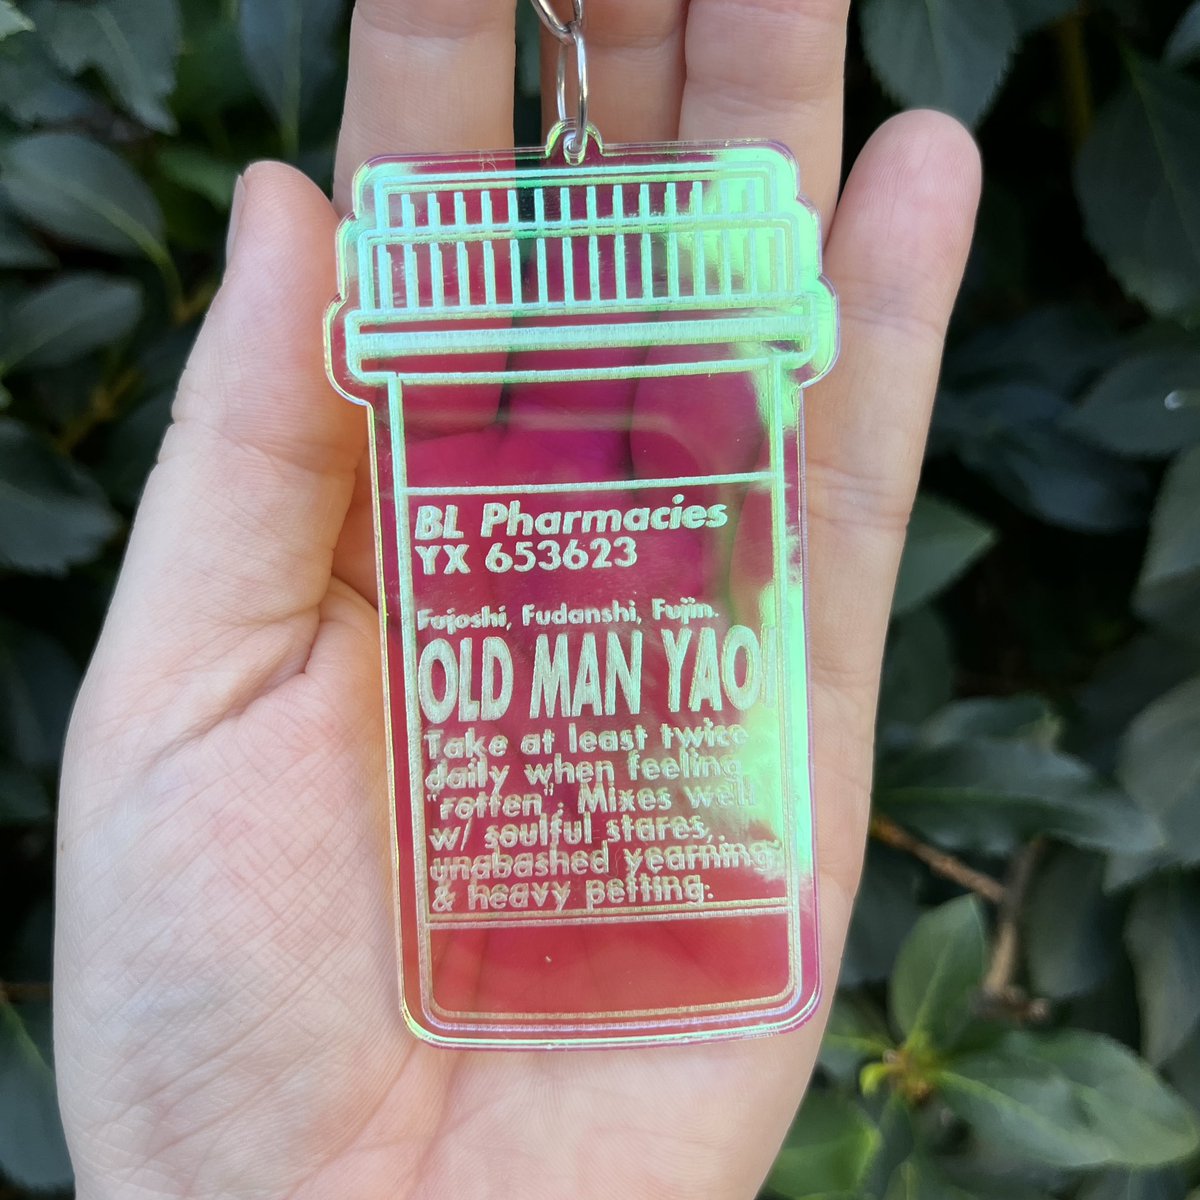 BL Pharmacies
YX 653623
Fujoshi, Fudanshi, Fujin.
OLD MAN YAOI
Take at least twice
daily when feeling
"rotten". Mixes well
w/ soulful stares,
unabashed yearning,
& heavy petting.